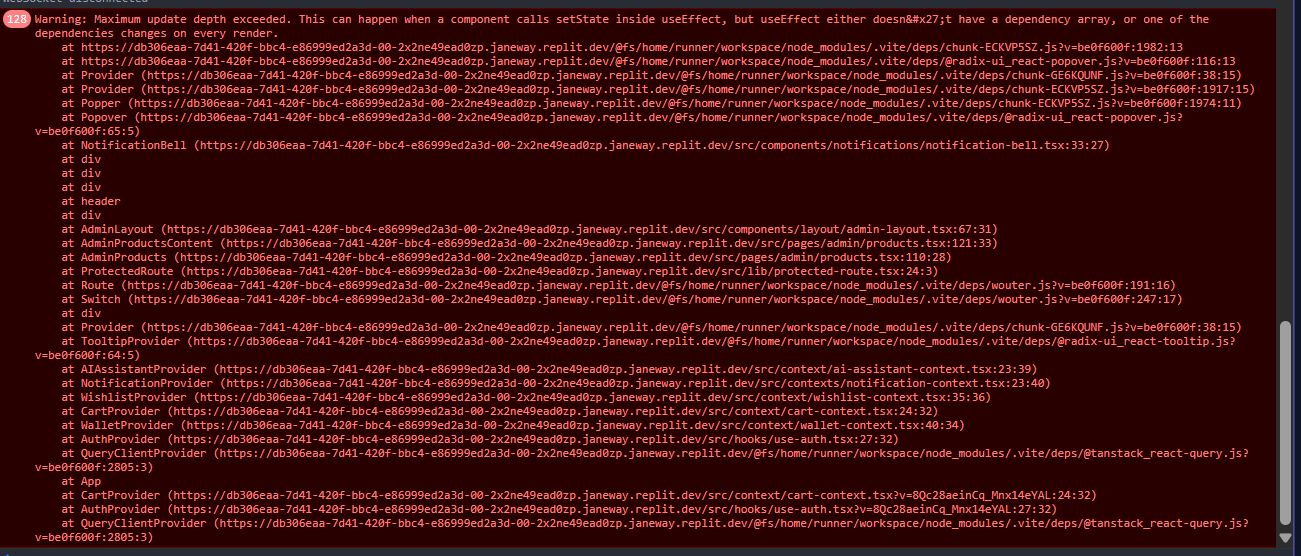 WebSocket disconnected
128 Warning: Maximum update depth exceeded. This can happen when a component calls setState inside useEffect, but useEffect either doesn&#x27;t have a dependency array, or one of the
dependencies changes on every render.
at https://db306eaa-7d41-420f-bbc4-e86999ed2a3d-00-2x2ne49ead0zp.janeway.replit.dev/@fs/home/runner/workspace/node_modules/.vite/deps/chunk-ECKVP5SZ.js?v=be0f600f:1982:13
at https://db306eaa-7d41-420f-bbc4-e86999ed2a3d-00-2x2ne49ead0zp.janeway.replit.dev/@fs/home/runner/workspace/node_modules/.vite/deps/@radix-ui_react-popover.js?v=be0f600f:116:13
at Provider (https://db306eaa-7d41-420f-bbc4-e86999ed2a3d-00-2x2ne49ead0zp.janeway.replit.dev/@fs/home/runner/workspace/node_modules/.vite/deps/chunk-GE6KQUNF.js?v=be0f600f:38:15)
at Provider (https://db306eaa-7d41-420f-bbc4-e86999ed2a3d-00-2x2ne49ead0zp.janeway.replit.dev/@fs/home/runner/workspace/node_modules/.vite/deps/chunk-ECKVP5SZ.js?v=be0f600f:1917:15)
at Popper (https://db306eaa-7d41-420f-bbc4-e86999ed2a3d-00-2x2ne49ead0zp.janeway.replit.dev/@fs/home/runner/workspace/node_modules/.vite/deps/chunk-ECKVP5SZ.js?v=be0f600f:1974:11)
at Popover (https://db306eaa-7d41-420f-bbc4-e86999ed2a3d-00-2x2ne49ead0zp.janeway.replit.dev/@fs/home/runner/workspace/node_modules/.vite/deps/@radix-ui_react-popover.js?
v=be0f600f:65:5)
at NotificationBell (https://db306eaa-7d41-420f-bbc4-e86999ed2a3d-00-2x2ne49ead0zp.janeway.replit.dev/src/components/notifications/notification-bell.tsx:33:27)
at div
at div
at div
at header
at div
at AdminLayout (https://db306eaa-7d41-420f-bbc4-e86999ed2a3d-00-2x2ne49ead0zp.janeway.replit.dev/src/components/layout/admin-layout.tsx:67:31)
at AdminProductsContent (https://db306eaa-7d41-420f-bbc4-e86999ed2a3d-00-2x2ne49ead0zp.janeway.replit.dev/src/pages/admin/products.tsx:121:33)
at AdminProducts (https://db306eaa-7d41-420f-bbc4-e86999ed2a3d-00-2x2ne49ead0zp.janeway.replit.dev/src/pages/admin/products.tsx:110:28)
at ProtectedRoute (https://db306eaa-7d41-420f-bbc4-e86999ed2a3d-00-2x2ne49ead0zp.janeway.replit.dev/src/lib/protected-route.tsx:24:3)
at Route (https://db306eaa-7d41-420f-bbc4-e86999ed2a3d-00-2x2ne49ead0zp.janeway.replit.dev/@fs/home/runner/workspace/node_modules/.vite/deps/wouter.js?v=be0f600f:191:16)
at Switch (https://db306eaa-7d41-420f-bbc4-e86999ed2a3d-00-2x2ne49ead0zp.janeway.replit.dev/@fs/home/runner/workspace/node_modules/.vite/deps/wouter.js?v=be0f600f:247:17)
at div
at Provider (https://db306eaa-7d41-420f-bbc4-e86999ed2a3d-00-2x2ne49ead0zp.janeway.replit.dev/@fs/home/runner/workspace/node_modules/.vite/deps/chunk-GE6KQUNF.js?v=be0f600f:38:15)
at TooltipProvider (https://db306eaa-7d41-420f-bbc4-e86999ed2a3d-00-2x2ne49ead0zp.janeway.replit.dev/@fs/home/runner/workspace/node_modules/.vite/deps/@radix-ui_react-tooltip.js?
v=be0f600f:64:5)
at AIAssistantProvider (https://db306eaa-7d41-420f-bbc4-e86999ed2a3d-00-2x2ne49ead0zp.janeway.replit.dev/src/context/ai-assistant-context.tsx:23:39)
at NotificationProvider (https://db306eaa-7d41-420f-bbc4-e86999ed2a3d-00-2x2ne49ead0zp.janeway.replit.dev/src/contexts/notification-context.tsx:23:40)
at WishlistProvider (https://db306eaa-7d41-420f-bbc4-e86999ed2a3d-00-2x2ne49ead0zp.janeway.replit.dev/src/context/wishlist-context.tsx:35:36)
at CartProvider (https://db306eaa-7d41-420f-bbc4-e86999ed2a3d-00-2x2ne49ead0zp.janeway.replit.dev/src/context/cart-context.tsx:24:32)
at WalletProvider (https://db306eaa-7d41-420f-bbc4-e86999ed2a3d-00-2x2ne49ead0zp.janeway.replit.dev/src/context/wallet-context.tsx:40:34)
at AuthProvider (https://db306eaa-7d41-420f-bbc4-e86999ed2a3d-00-2x2ne49ead0zp.janeway.replit.dev/src/hooks/use-auth.tsx:27:32)
at QueryClientProvider (https://db306eaa-7d41-420f-bbc4-e86999ed2a3d-00-2x2ne49ead0zp.janeway.replit.dev/@fs/home/runner/workspace/node_modules/.vite/deps/@tanstack_react-query.js?
v=be0f600f:2805:3)
at App
at CartProvider (https://db306eaa-7d41-420f-bbc4-e86999ed2a3d-00-2x2ne49ead0zp.janeway.replit.dev/src/context/cart-context.tsx?v=8Qc28aeinCq_Mnx14eYAL:24:32)
at AuthProvider (https://db306eaa-7d41-420f-bbc4-e86999ed2a3d-00-2x2ne49ead0zp.janeway.replit.dev/src/hooks/use-auth.tsx?v=8Qc28aeinCq_Mnx14eYAL:27:32)
at QueryClientProvider (https://db306eaa-7d41-420f-bbc4-e86999ed2a3d-00-2x2ne49ead0zp.janeway.replit.dev/@fs/home/runner/workspace/node_modules/.vite/deps/@tanstack_react-query.js?
v=be0f600f:2805:3)